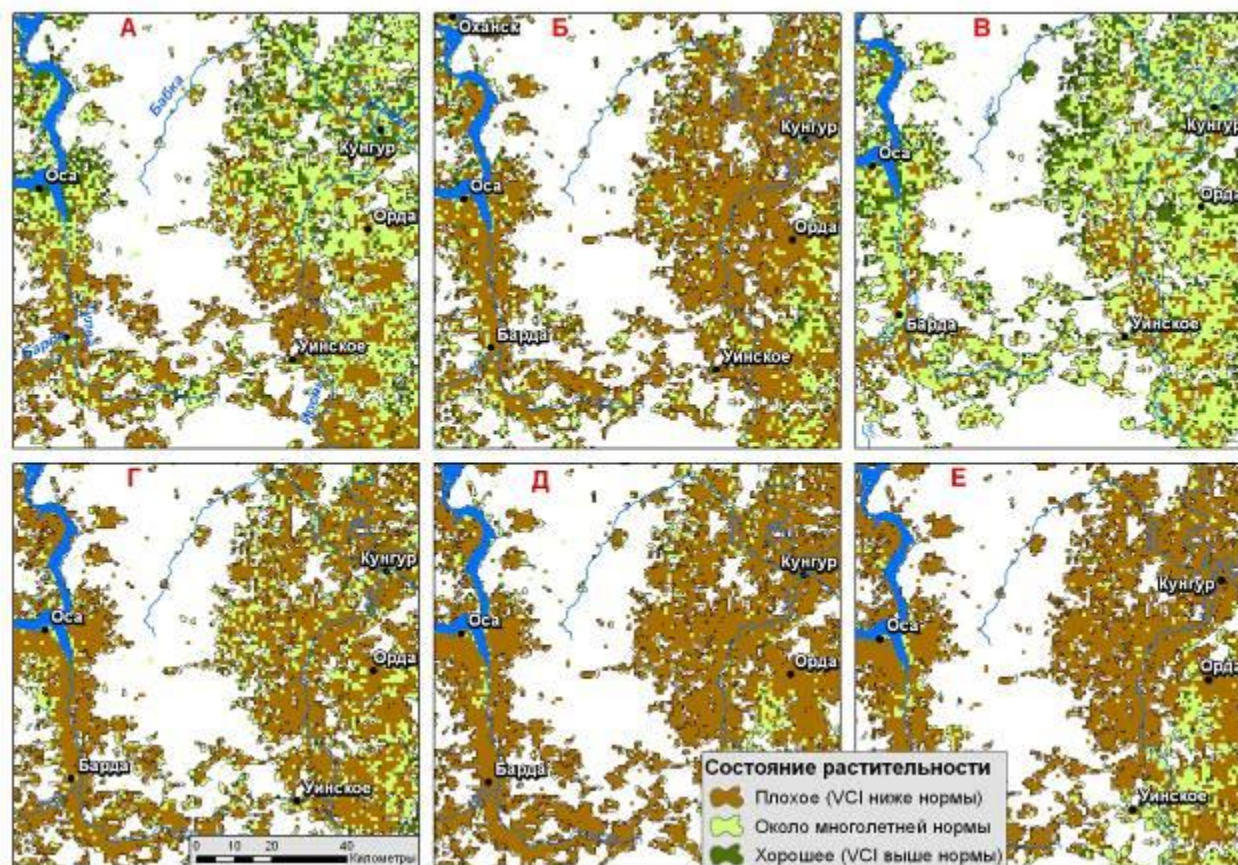 А
Бабка
Кунгур
Оса
Орда
Уинское
Оханск
Б
Кунгур
Оса
Орда
Барда
Уинское
В
Кунгур
Оса
Орда
Барда
Уинское
Г
Кунгур
Оса
Орда
Барда
Уинское
0 10 20 40
Километры
Д
Кунгур
Оса
Орда
Барда
Е
Кунгур
Оса
Орда
Уинское
Состояние растительности
Плохое (VCI ниже нормы)
Около многолетней нормы
Хорошее (VCI выше нормы)